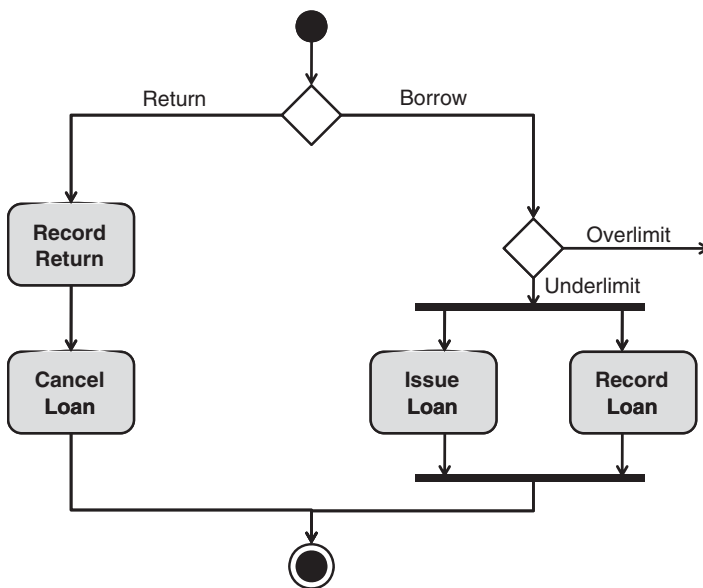 Return
Borrow
Record
Return
Overlimit
Underlimit
Cancel
Loan
Issue
Loan
Record
Loan